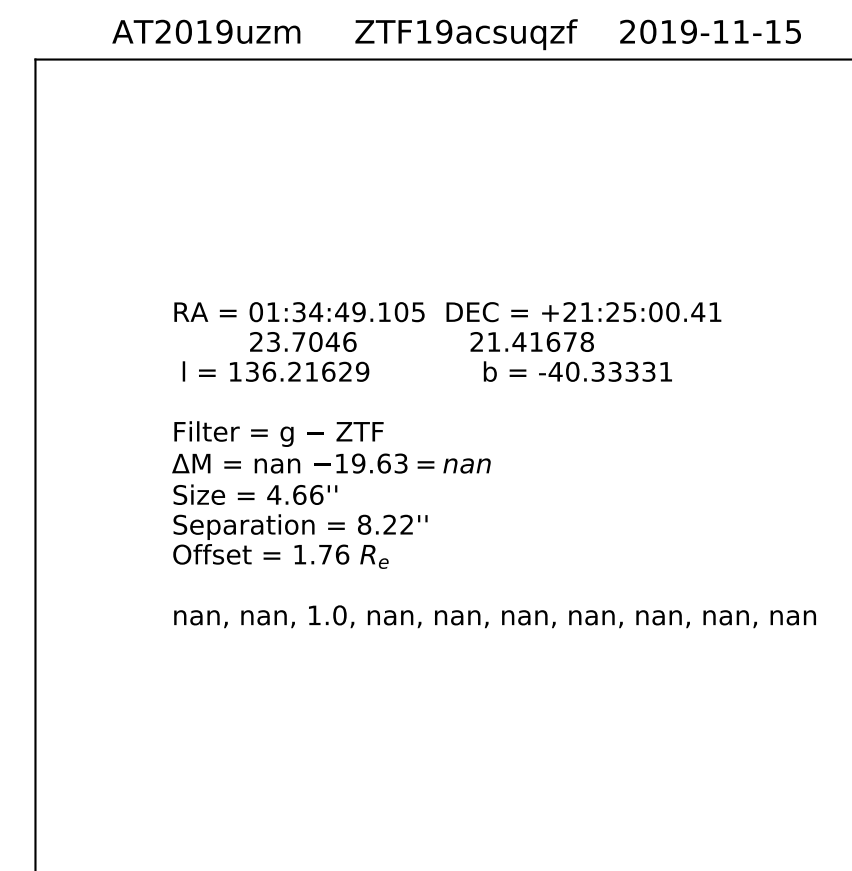 AT2019uzm ZTF19acsuqzf 2019-11-15
RA = 01:34:49.105 DEC = +21:25:00.41
23.7046 21.41678
l = 136.21629 b = -40.33331
Filter = g − ZTF
ΔM = nan −19.63 = nan
Size = 4.66''
Separation = 8.22''
Offset = 1.76 Re
nan, nan, 1.0, nan, nan, nan, nan, nan, nan, nan